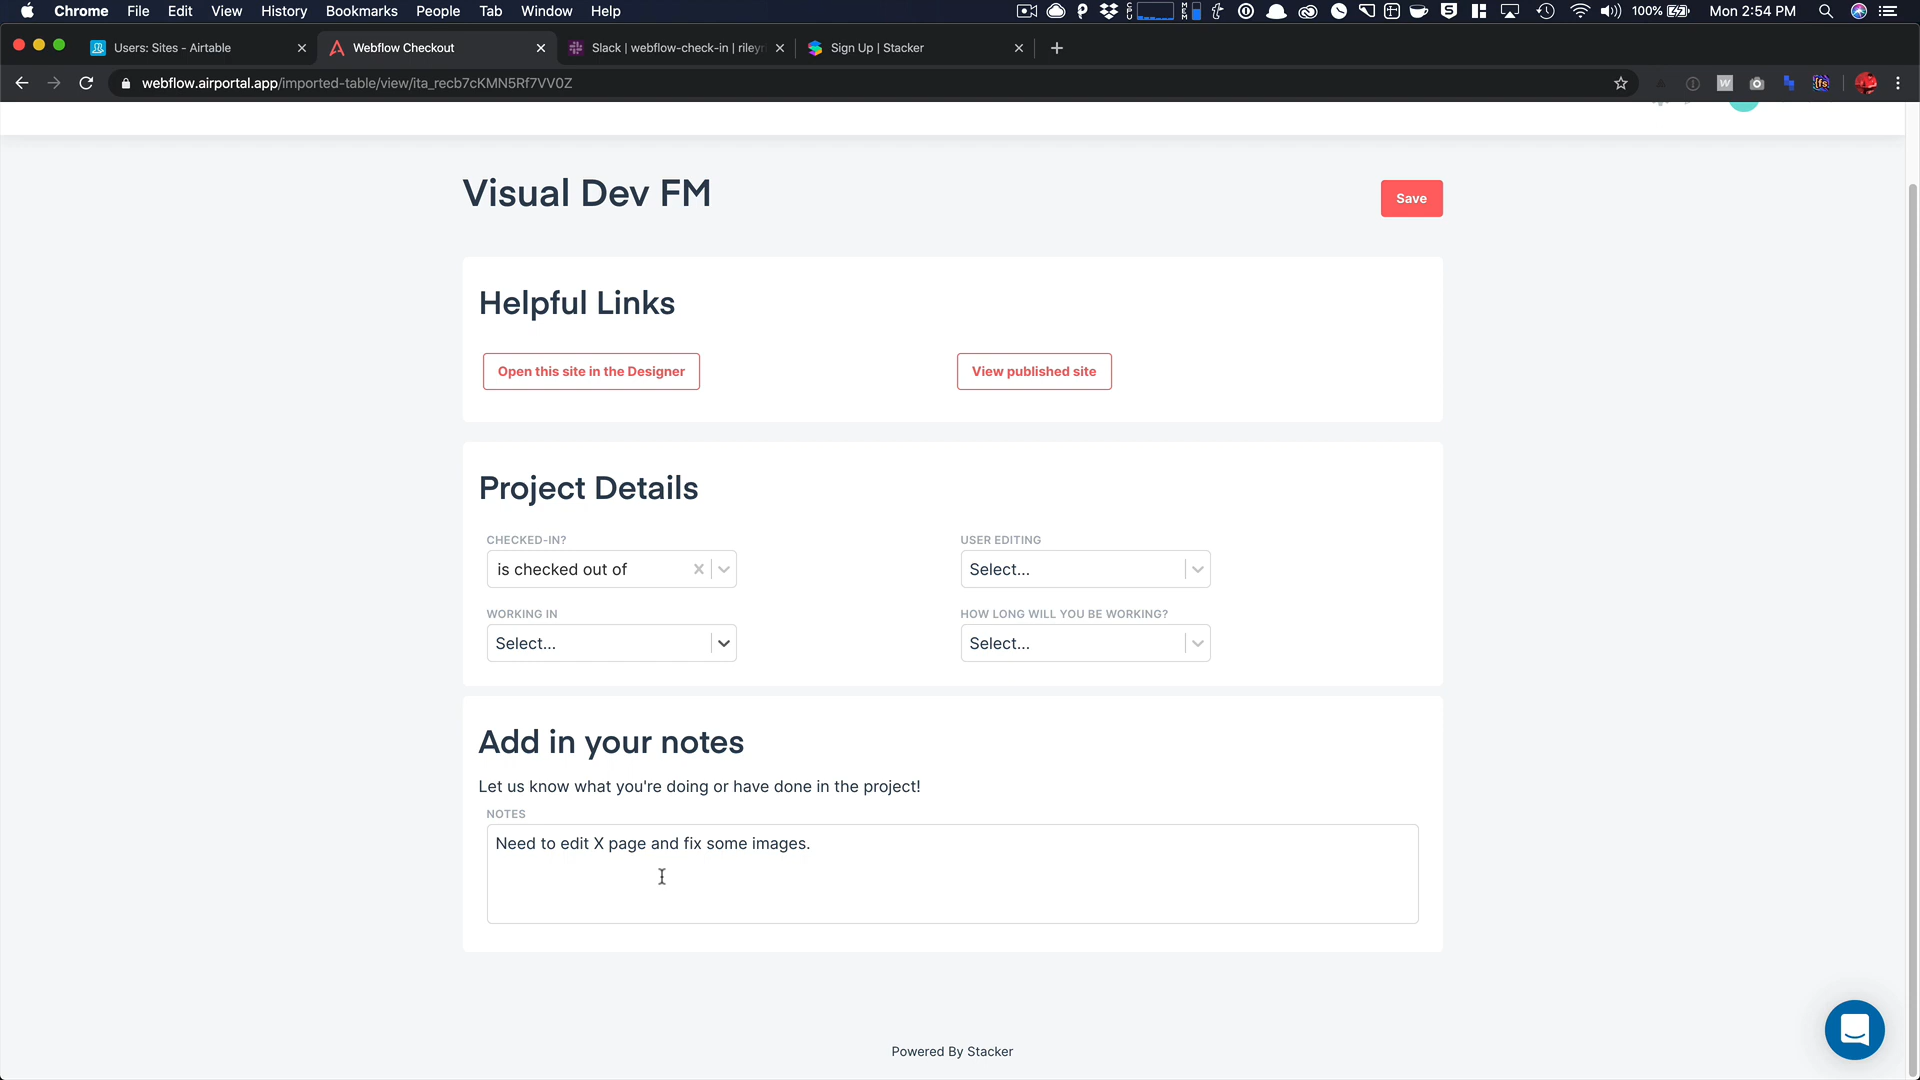 Chrome File Edit View History Bookmarks People Tab Window Help 100% Mon 2:54 PM
Users: Sites - Airtable Webflow Checkout Slack | webflow-check-in | riley Sign Up | Stacker
webflow.airportal.app/imported-table/view/ita_recb7cKMN5Rf7VV0Z
Visual Dev FM
Save
Helpful Links
Open this site in the Designer View published site
Project Details
CHECKED-IN? USER EDITING
is checked out of Select...
WORKING IN HOW LONG WILL YOU BE WORKING?
Select... Select...
Add in your notes
Let us know what you're doing or have done in the project!
NOTES
Need to edit X page and fix some images.
Powered By Stacker